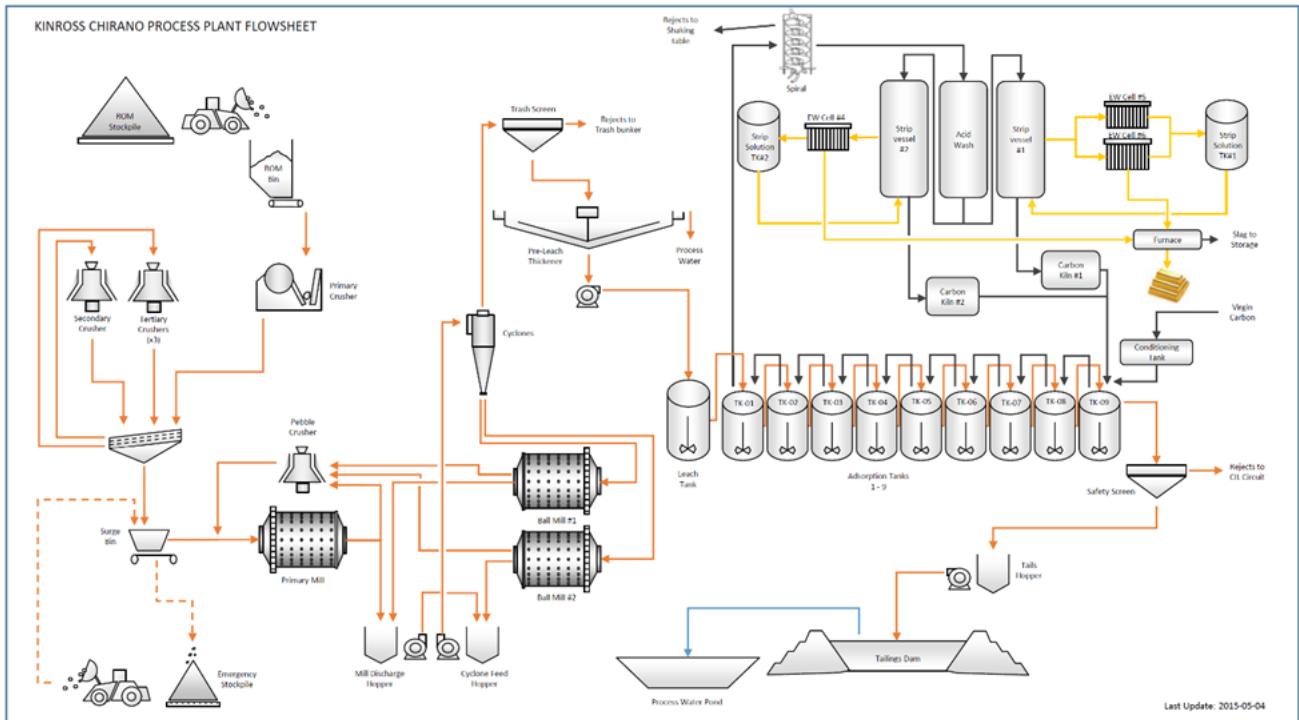 KINROSS CHIRANO PROCESS PLANT FLOWSHEET
ROM
Stockpile
ROM
Bin
Primary
Crusher
Secondary
Crusher
Tertiary
Crushers
(x3)
Surge
Bin
Emergency
Stockpile
Pebble
Crusher
Primary Mill
Mill Discharge
Hopper
Cyclone Feed
Hopper
Ball Mill #1
Ball Mill #2
Cyclones
Trash Screen
Rejects to
Trash bunker
Pre-Leach
Thickener
Process
Water
Rejects to
Shaking
table
Spiral
Strip
Solution
TK#2
EW Cell #4
Strip
vessel
#2
Acid
Wash
Strip
vessel
#1
EW Cell #5
EW Cell #6
Strip
Solution
TK#1
Furnace
Slag to
Storage
Carbon
Kiln #1
Carbon
Kiln #2
Virgin
Carbon
Conditioning
Tank
Leach
Tank
TK-01
TK-02
TK-03
TK-04
TK-05
TK-06
TK-07
TK-08
TK-09
Adsorption Tanks
1 - 9
Safety Screen
Rejects to
CIL Circuit
Tails
Hopper
Tailings Dam
Process Water Pond
Last Update: 2015-05-04